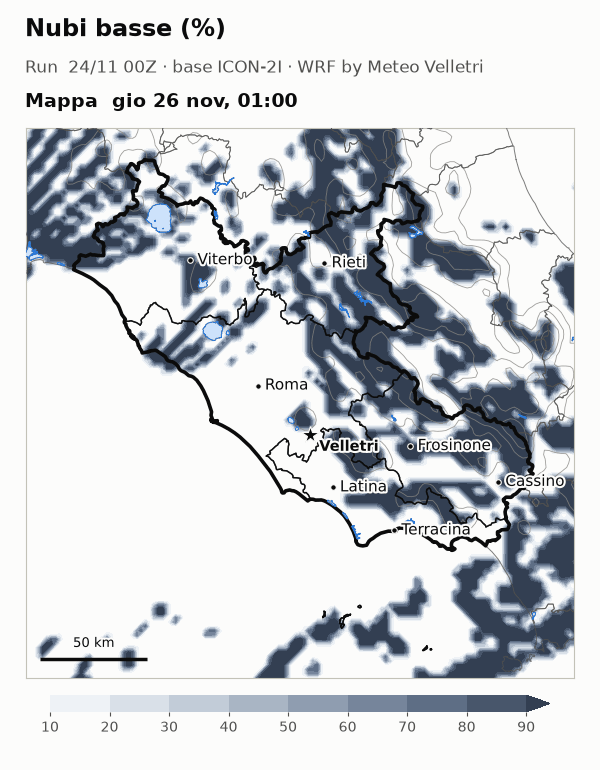 Nubi basse (%)
Run  24/11 00Z · base ICON-2I · WRF by Meteo Velletri
Mappa  gio 26 nov, 01:00
Viterbo
Rieti
Roma
Velletri
Frosinone
Latina
Cassino
Terracina
50 km
10 20 30 40 50 60 70 80 90